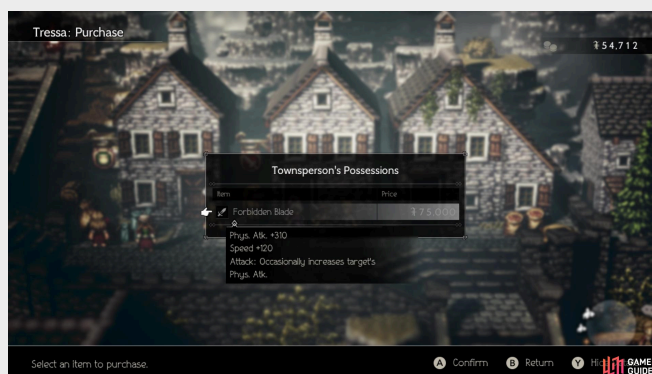 Tressa: Purchase
54,712
Townsperson's Possessions
Item Price
Forbidden Blade 75,000
Phys. Atk. +310
Speed +120
Attack: Occasionally increases target's
Phys. Atk.
Select an item to purchase.
A Confirm B Return Y
GAME
GUIDE